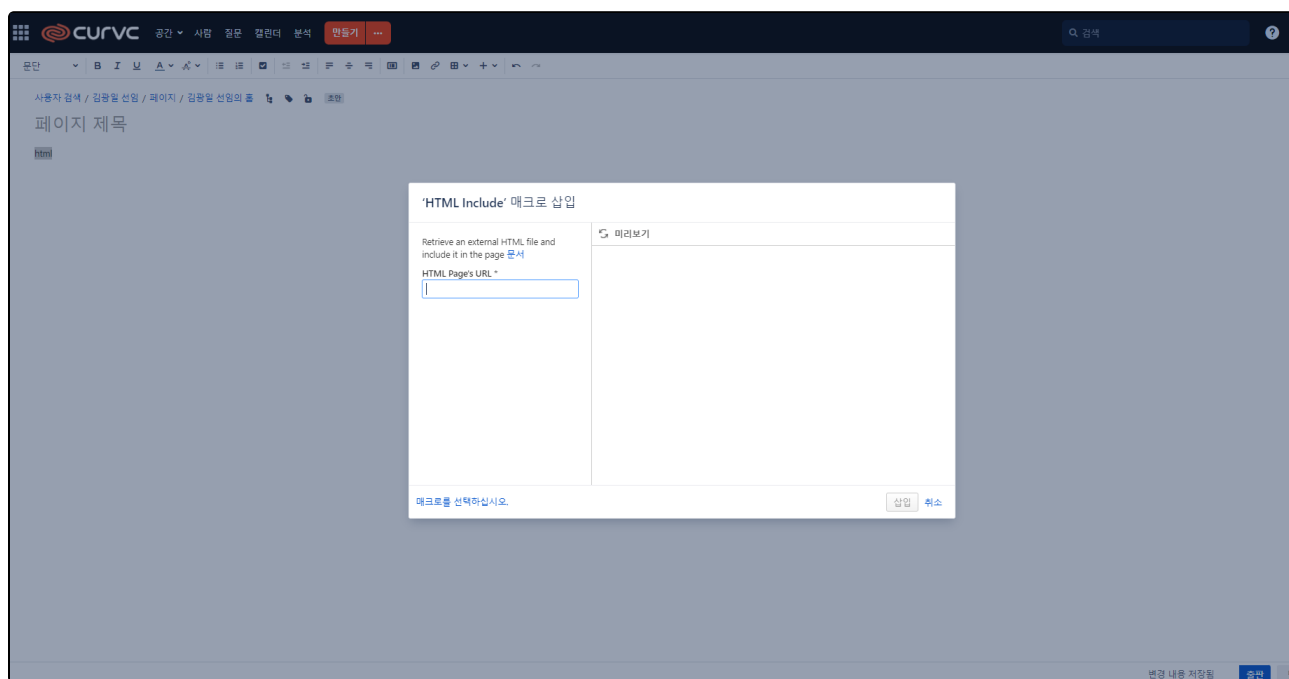 curvc 공간 사람 질문 캘린더 분석 만들기 ··· 검색 ?
문단 B I U A
사용자 검색 / 김광일 선임 / 페이지 / 김광일 선임의 홈 초안
페이지 제목
html
'HTML Include' 매크로 삽입
Retrieve an external HTML file and
include it in the page 문서
HTML Page's URL *
미리보기
매크로를 선택하십시오.
삽입 취소
변경 내용 저장됨 출판